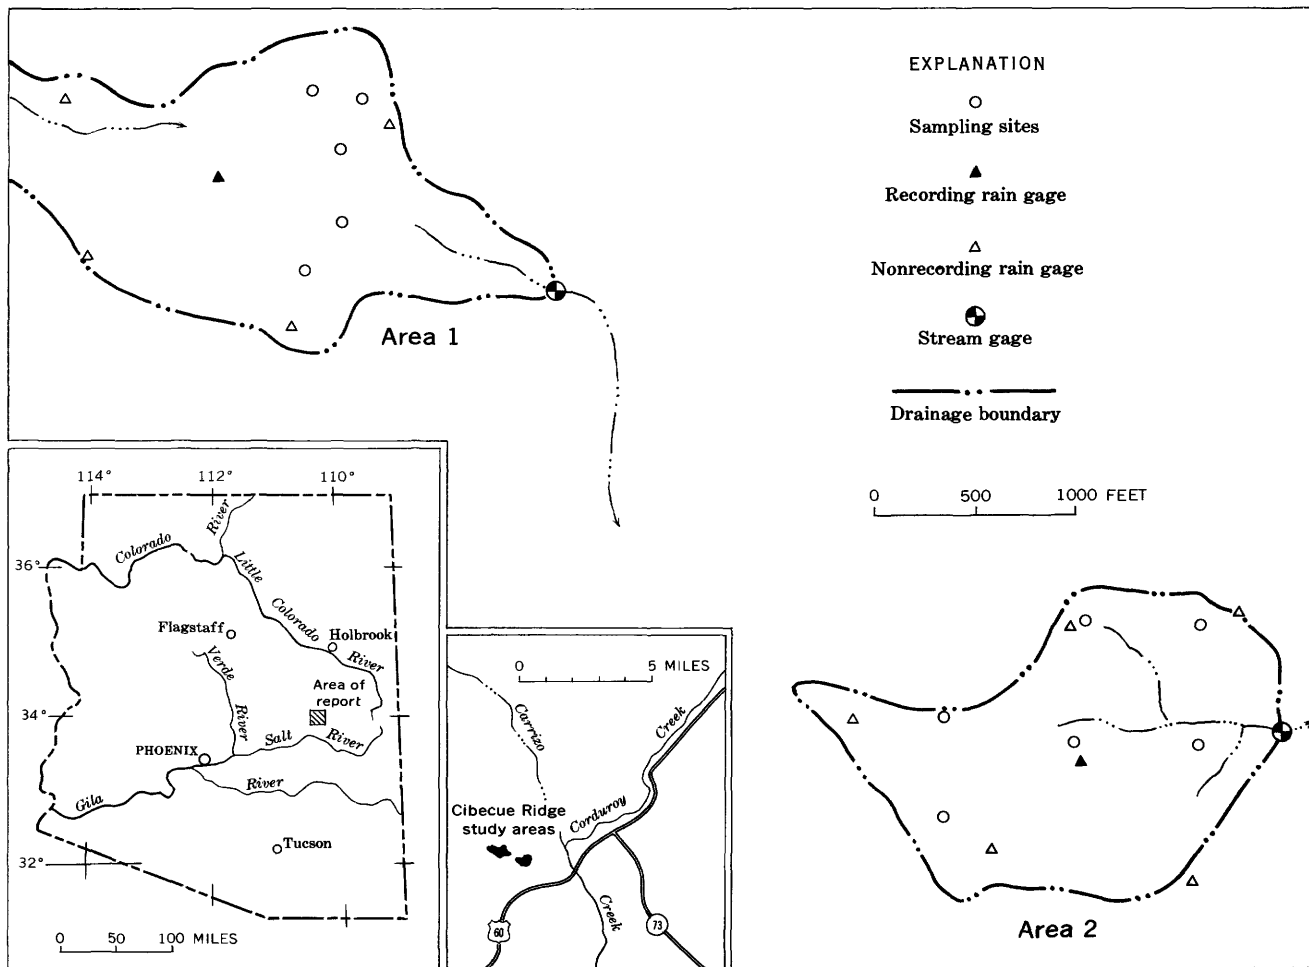 EXPLANATION
Sampling sites
Recording rain gage
Nonrecording rain gage
Stream gage
Drainage boundary
0 500 1000 FEET
Area 1
114° 112° 110°
36°
34°
32°
Colorado
River
Little
Colorado
River
Flagstaff
Holbrook
Verde
River
Area of
report
Salt
River
PHOENIX
Gila
River
Tucson
0 50 100 MILES
0 5 MILES
Carrizo
Creek
Corduroy
Creek
Cibecue Ridge
study areas
60
73
Area 2